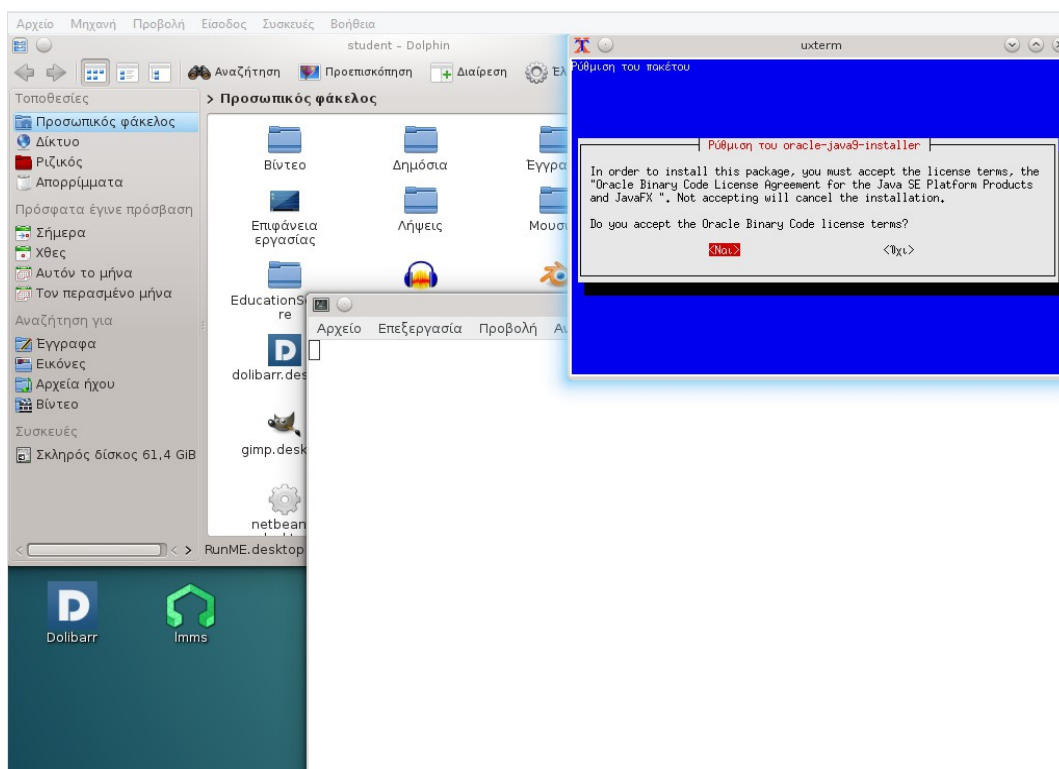 Αρχείο Μηχανή Προβολή Είσοδος Συσκευές Βοήθεια
student – Dolphin
Αναζήτηση Προεπισκόπηση Διαίρεση
Τοποθεσίες
> Προσωπικός φάκελος
Προσωπικός φάκελος
Δίκτυο
Ριζικός
Απορρίμματα
Πρόσφατα έγινε πρόσβαση
Σήμερα
Χθες
Αυτόν το μήνα
Τον περασμένο μήνα
Αναζήτηση για
Έγγραφα
Εικόνες
Αρχεία ήχου
Βίντεο
Συσκευές
Σκληρός δίσκος 61,4 GiB
Βίντεο Δημόσια Έγγρα
Επιφάνεια
εργασίας
Λήψεις
Μουσι
EducationS
re
dolibarr.des
gimp.desk
netbean
RunME.desktop
Αρχείο Επεξεργασία Προβολή
uxterm
Ρύθμιση του πακέτου
Ρύθμιση του oracle-java9-installer
In order to install this package, you must accept the license terms, the
"Oracle Binary Code License Agreement for the Java SE Platform Products
and JavaFX ". Not accepting will cancel the installation.
Do you accept the Oracle Binary Code license terms?
<Ναι> <Όχι>
Dolibarr
lmms